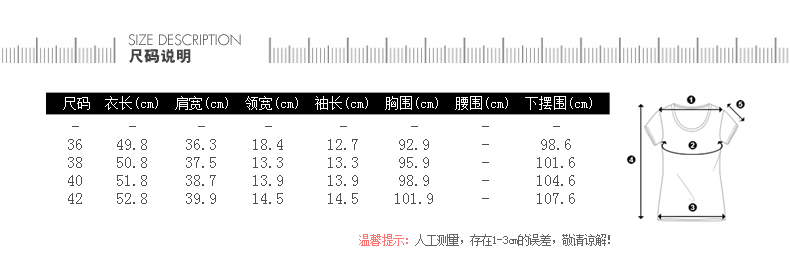 SIZE DESCRIPTION
尺码说明
尺码 衣长(cm) 肩宽(cm) 领宽(cm) 袖长(cm) 胸围(cm) 腰围(cm) 下摆围(cm)
- - - - - - - -
36 49.8 36.3 18.4 12.7 92.9 - 98.6
38 50.8 37.5 13.3 13.3 95.9 - 101.6
40 51.8 38.7 13.9 13.9 98.9 - 104.6
42 52.8 39.9 14.5 14.5 101.9 - 107.6
1
5
2
4
3
温馨提示：人工测量，存在1-3cm的误差，敬请谅解!